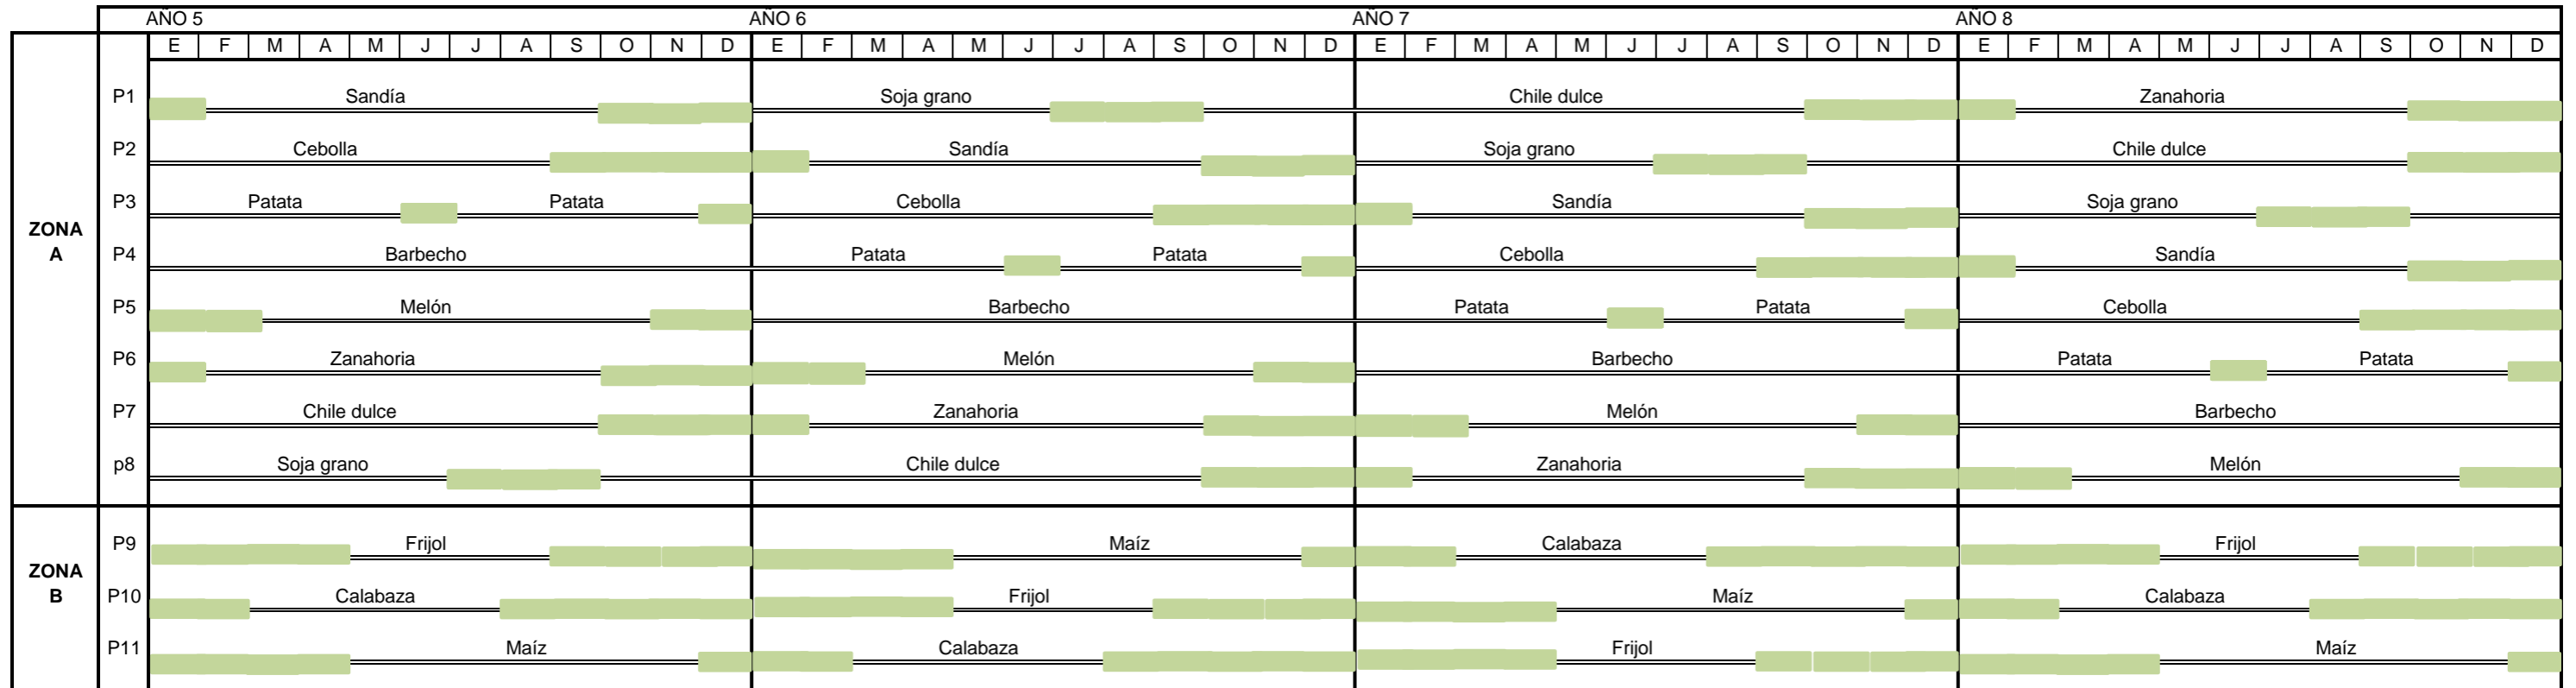 AÑO 5 AÑO 6 AÑO 7 AÑO 8
E F M A M J J A S O N D E F M A M J J A S O N D E F M A M J J A S O N D E F M A M J J A S O N D
P1 Sandía Soja grano Chile dulce Zanahoria
P2 Cebolla Sandía Soja grano Chile dulce
P3 Patata Patata Cebolla Sandía Soja grano
ZONA A
P4 Barbecho Patata Patata Cebolla Sandía
P5 Melón Barbecho Patata Patata Cebolla
P6 Zanahoria Melón Barbecho Patata Patata
P7 Chile dulce Zanahoria Melón Barbecho
p8 Soja grano Chile dulce Zanahoria Melón
P9 Frijol Maíz Calabaza Frijol
ZONA B
P10 Calabaza Frijol Maíz Calabaza
P11 Maíz Calabaza Frijol Maíz